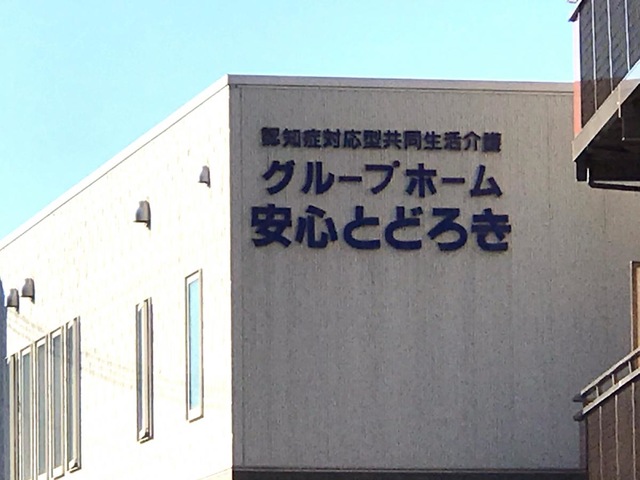 認知症対応型共同生活介護
グループホーム
安心とどろき